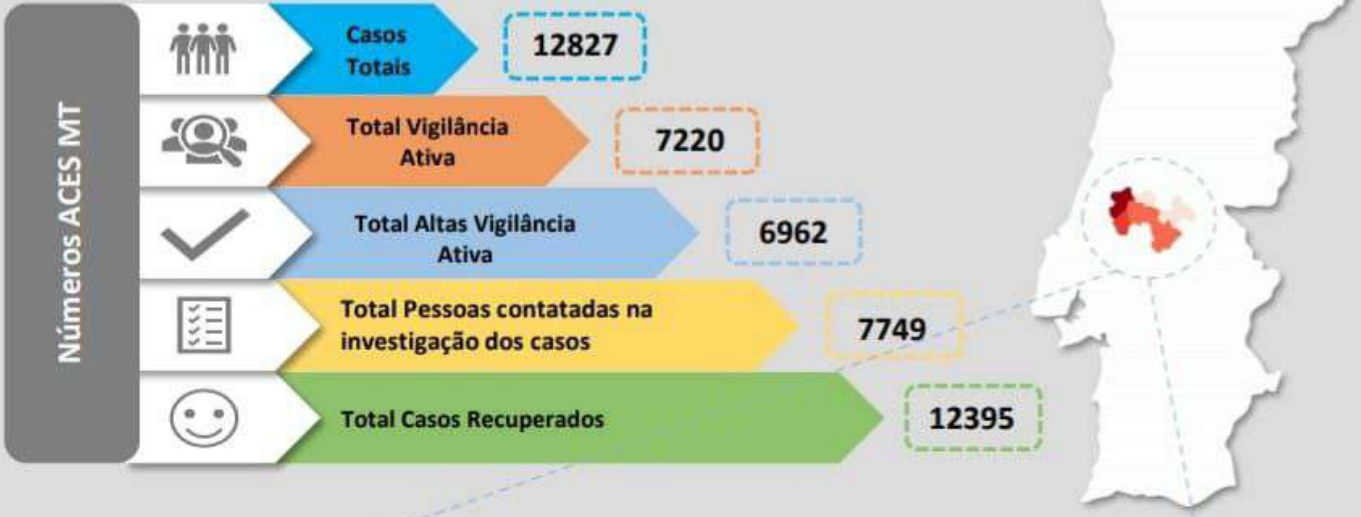 Números ACES MT
Casos
Totais
12827
Total Vigilância
Ativa
7220
Total Altas Vigilância
Ativa
6962
Total Pessoas contatadas na
investigação dos casos
7749
Total Casos Recuperados
12395